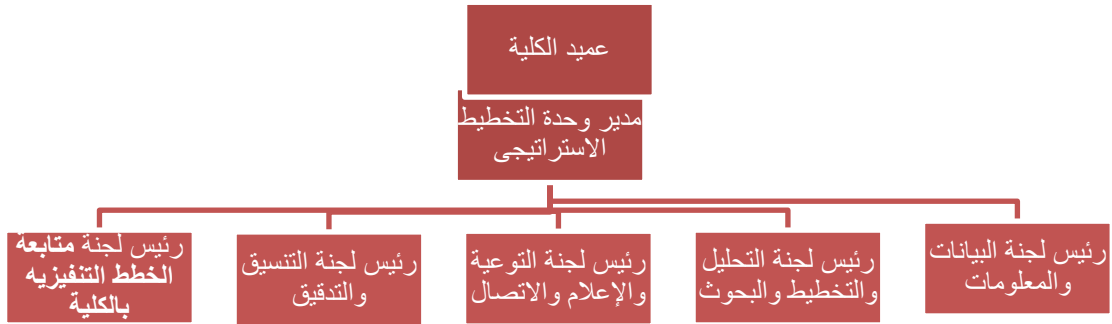 عميد الكلية
مدير وحدة التخطيط
الاستراتيجى
رئيس لجنة البيانات
والمعلومات
رئيس لجنة التحليل
والتخطيط والبحوث
رئيس لجنة التوعية
والإعلام والاتصال
رئيس لجنة التنسيق
والتدقيق
رئيس لجنة متابعة
الخطط التنفيزيه
بالكلية